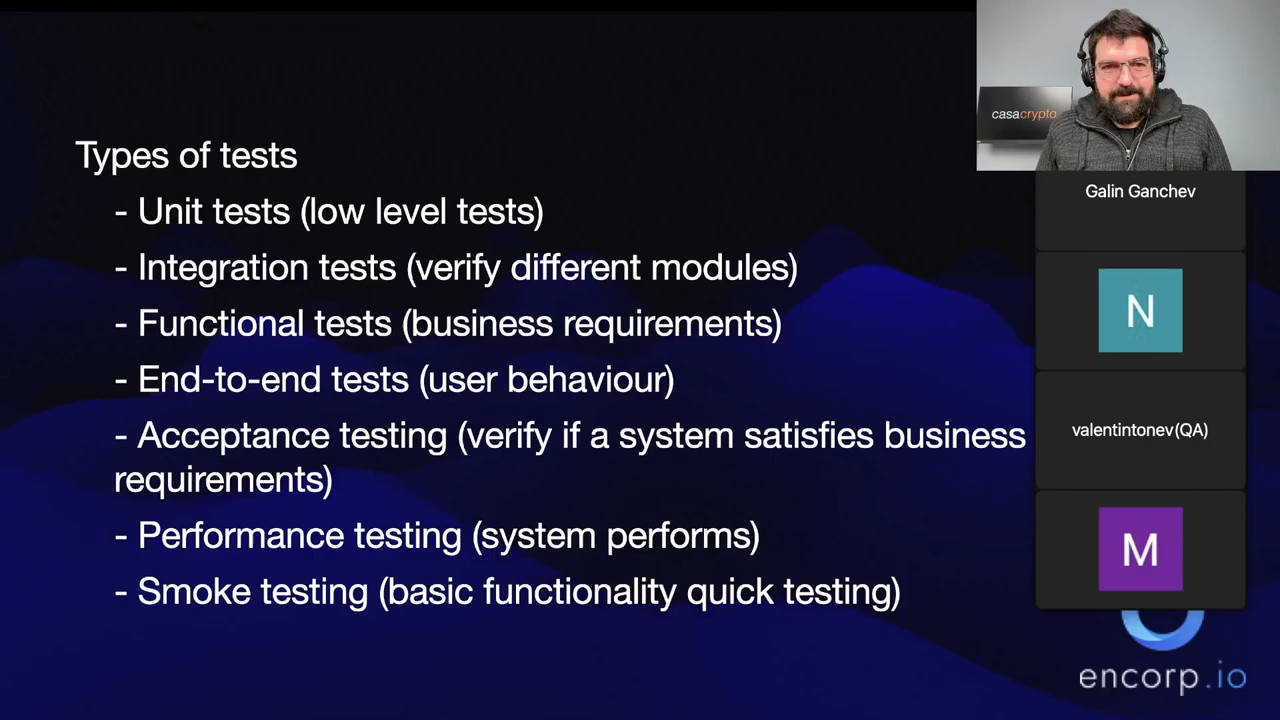 casacrypto
Types of tests
- Unit tests (low level tests)
- Integration tests (verify different modules)
- Functional tests (business requirements)
- End-to-end tests (user behaviour)
- Acceptance testing (verify if a system satisfies business
requirements)
- Performance testing (system performs)
- Smoke testing (basic functionality quick testing)
Galin Ganchev
N
valentintonev(QA)
M
encorp.io